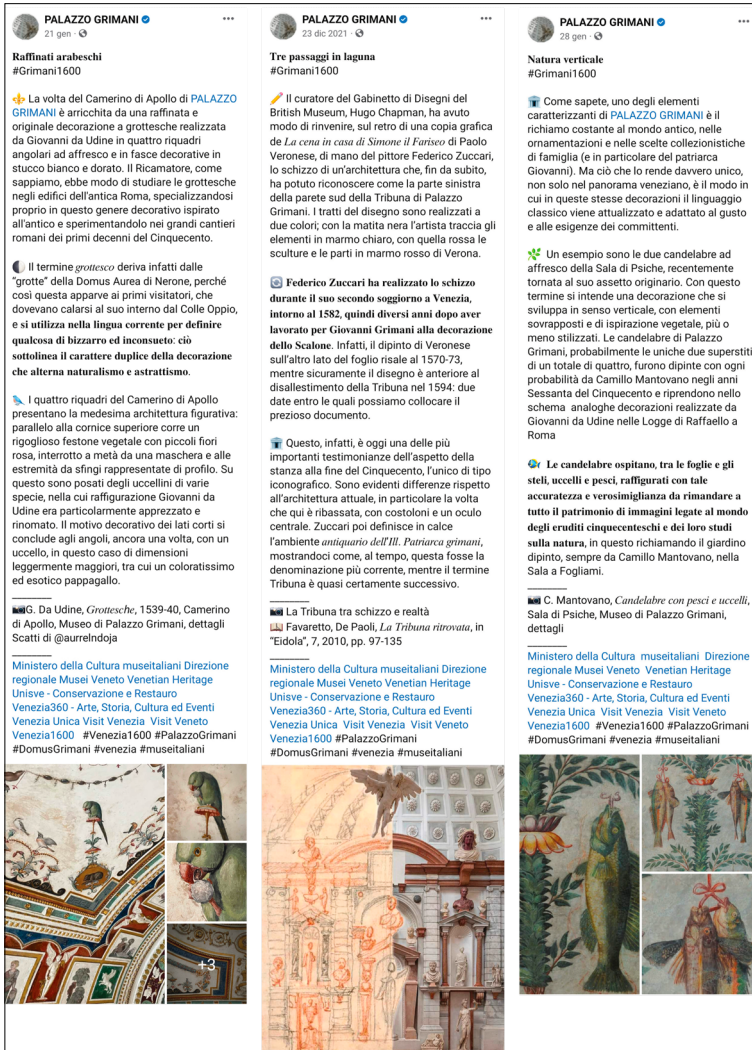 PALAZZO GRIMANI
21 gen
Raffinati arabeschi
#Grimani1600
La volta del Camerino di Apollo di PALAZZO
GRIMANI è arricchita da una raffinata e
originale decorazione a grottesche realizzata
da Giovanni da Udine in quattro riquadri
angolari ad affresco e in fasce decorative in
stucco bianco e dorato. Il Ricamatore, come
sappiamo, ebbe modo di studiare le grottesche
negli edifici dell'antica Roma, specializzandosi
proprio in questo genere decorativo ispirato
all'antico e sperimentandolo nei grandi cantieri
romani dei primi decenni del Cinquecento.
Il termine grottesco deriva infatti dalle
"grotte" della Domus Aurea di Nerone, perché
così questa apparve ai primi visitatori, che
dovevano calarsi al suo interno dal Colle Oppio,
e si utilizza nella lingua corrente per definire
qualcosa di bizzarro ed inconsueto: ciò
sottolinea il carattere duplice della decorazione
che alterna naturalismo e astrattismo.
I quattro riquadri del Camerino di Apollo
presentano la medesima architettura figurativa:
parallelo alla cornice superiore corre un
rigoglioso festone vegetale con piccoli fiori
rosa, interrotto a metà da una maschera e alle
estremità da sfingi rappresentate di profilo. Su
questo sono posati degli uccellini di varie
specie, nella cui raffigurazione Giovanni da
Udine era particolarmente apprezzato e
rinomato. Il motivo decorativo dei lati corti si
conclude agli angoli, ancora una volta, con un
uccello, in questo caso di dimensioni
leggermente maggiori, tra cui un coloratissimo
ed esotico pappagallo.
G. Da Udine, Grottesche, 1539-40, Camerino
di Apollo, Museo di Palazzo Grimani, dettagli
Scatti di @aurelndoja
Ministero della Cultura museitaliani Direzione
regionale Musei Veneto Venetian Heritage
Unisve - Conservazione e Restauro
Venezia360 - Arte, Storia, Cultura ed Eventi
Venezia Unica Visit Venezia Visit Veneto
Venezia1600 #Venezia1600 #PalazzoGrimani
#DomusGrimani #venezia #museitaliani
+3
PALAZZO GRIMANI
23 dic 2021
Tre passaggi in laguna
#Grimani1600
Il curatore del Gabinetto di Disegni del
British Museum, Hugo Chapman, ha avuto
modo di rinvenire, sul retro di una copia grafica
de La cena in casa di Simone il Fariseo di Paolo
Veronese, di mano del pittore Federico Zuccari,
lo schizzo di un'architettura che, fin da subito,
ha potuto riconoscere come la parte sinistra
della parete sud della Tribuna di Palazzo
Grimani. I tratti del disegno sono realizzati a
due colori; con la matita nera l'artista traccia gli
elementi in marmo chiaro, con quella rossa le
sculture e le parti in marmo rosso di Verona.
Federico Zuccari ha realizzato lo schizzo
durante il suo secondo soggiorno a Venezia,
intorno al 1582, quindi diversi anni dopo aver
lavorato per Giovanni Grimani alla decorazione
dello Scalone. Infatti, il dipinto di Veronese
sull'altro lato del foglio risale al 1570-73,
mentre sicuramente il disegno è anteriore al
disallestimento della Tribuna nel 1594: due
date entro le quali possiamo collocare il
prezioso documento.
Questo, infatti, è oggi una delle più
importanti testimonianze dell'aspetto della
stanza alla fine del Cinquecento, l'unico di tipo
iconografico. Sono evidenti differenze rispetto
all'architettura attuale, in particolare la volta
che qui è ribassata, con costoloni e un oculo
centrale. Zuccari poi definisce in calce
l'ambiente antiquario dell'Ill. Patriarca grimani,
mostrandoci come, al tempo, questa fosse la
denominazione più corrente, mentre il termine
Tribuna è quasi certamente successivo.
La Tribuna tra schizzo e realtà
Favaretto, De Paoli, La Tribuna ritrovata, in
"Eidola", 7, 2010, pp. 97-135
Ministero della Cultura museitaliani Direzione
regionale Musei Veneto Venetian Heritage
Unisve - Conservazione e Restauro
Venezia360 - Arte, Storia, Cultura ed Eventi
Venezia Unica Visit Venezia Visit Veneto
Venezia1600 #Venezia1600 #PalazzoGrimani
#DomusGrimani #venezia #museitaliani
PALAZZO GRIMANI
28 gen
Natura verticale
#Grimani1600
Come sapete, uno degli elementi
caratterizzanti di PALAZZO GRIMANI è il
richiamo costante al mondo antico, nelle
ornamentazioni e nelle scelte collezionistiche
di famiglia (e in particolare del patriarca
Giovanni). Ma ciò che lo rende davvero unico,
non solo nel panorama veneziano, è il modo in
cui in queste stesse decorazioni il linguaggio
classico viene attualizzato e adattato al gusto
e alle esigenze dei committenti.
Un esempio sono le due candelabre ad
affresco della Sala di Psiche, recentemente
tornata al suo assetto originario. Con questo
termine si intende una decorazione che si
sviluppa in senso verticale, con elementi
sovrapposti e di ispirazione vegetale, più o
meno stilizzati. Le candelabre di Palazzo
Grimani, probabilmente le uniche due superstiti
di un totale di quattro, furono dipinte con ogni
probabilità da Camillo Mantovano negli anni
Sessanta del Cinquecento e riprendono nello
schema analoghe decorazioni realizzate da
Giovanni da Udine nelle Logge di Raffaello a
Roma
Le candelabre ospitano, tra le foglie e gli
steli, uccelli e pesci, raffigurati con tale
accuratezza e verosimiglianza da rimandare a
tutto il patrimonio di immagini legate al mondo
degli eruditi cinquecenteschi e dei loro studi
sulla natura, in questo richiamando il giardino
dipinto, sempre da Camillo Mantovano, nella
Sala a Fogliami.
C. Mantovano, Candelabre con pesci e uccelli,
Sala di Psiche, Museo di Palazzo Grimani,
dettagli
Ministero della Cultura museitaliani Direzione
regionale Musei Veneto Venetian Heritage
Unisve - Conservazione e Restauro
Venezia360 - Arte, Storia, Cultura ed Eventi
Venezia Unica Visit Venezia Visit Veneto
Venezia1600 #Venezia1600 #PalazzoGrimani
#DomusGrimani #venezia #museitaliani